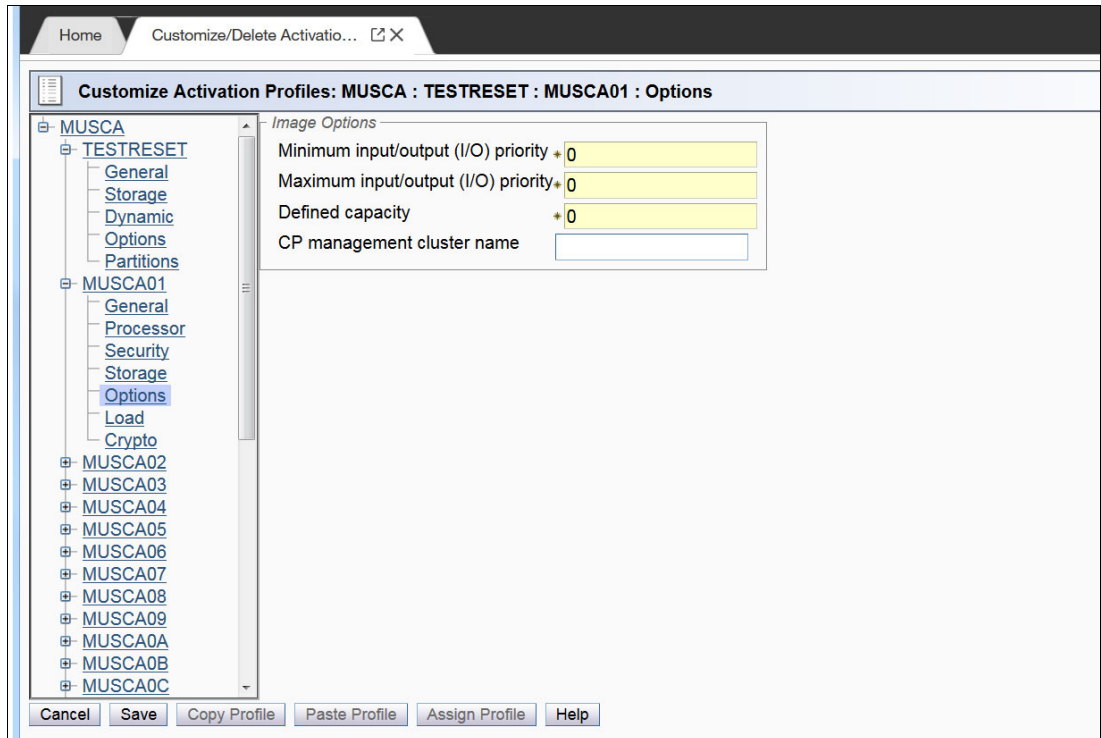 Home
Customize/Delete Activatio...
Customize Activation Profiles: MUSCA : TESTRESET : MUSCA01 : Options
MUSCA
TESTRESET
General
Storage
Dynamic
Options
Partitions
MUSCA01
General
Processor
Security
Storage
Options
Load
Crypto
MUSCA02
MUSCA03
MUSCA04
MUSCA05
MUSCA06
MUSCA07
MUSCA08
MUSCA09
MUSCA0A
MUSCA0B
MUSCA0C
Image Options
Minimum input/output (I/O) priority * 0
Maximum input/output (I/O) priority * 0
Defined capacity * 0
CP management cluster name
Cancel Save Copy Profile Paste Profile Assign Profile Help